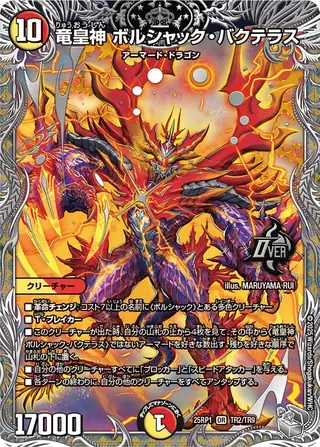 10
りゅうおうしん
竜皇神 ボルシャック・バクテラス
アーマード・ドラゴン
OVER
illus. MARUYAMA RUI
クリーチャー
■革命チェンジ:コスト7以上の名前に《ボルシャック》とある多色クリーチャー
■T・ブレイカー
■このクリーチャーが出た時、自分の山札の上から4枚を見て、その中から《竜皇神
ボルシャック・バクテラス》ではないアーマードを好きな数出す。残りを好きな順序で
山札の下に置く。
■自分の他のクリーチャーすべてに「ブロッカー」と「スピードアタッカー」を与える。
■各ターンの終わりに、自分の他のクリーチャーをすべてアンタップする。
17000
1
25RP1 OR TR2/TR9